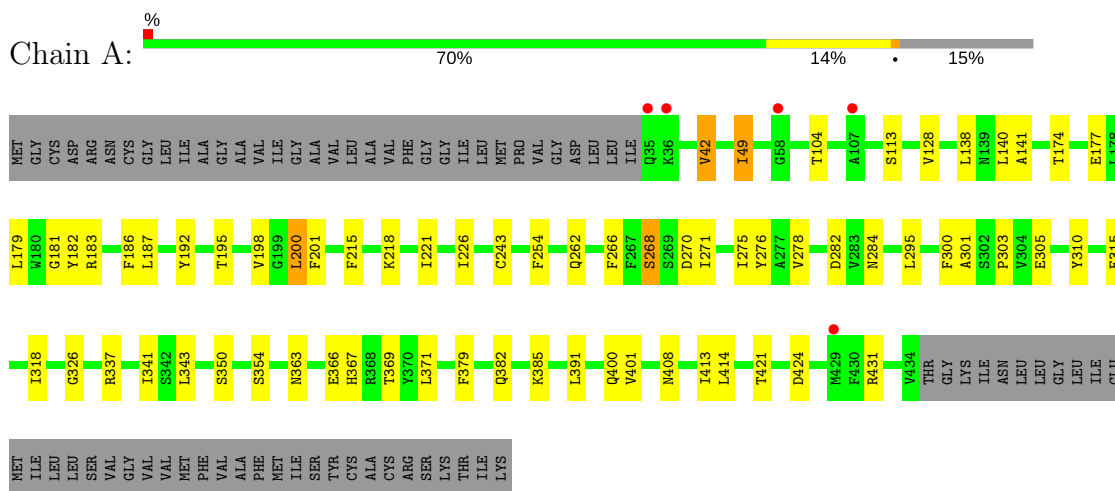 %
Chain A:
70% 14% • 15%
MET GLY CYS ASP ARG ASN CYS GLY LEU ILE ALA GLY ALA VAL ILE GLY ALA VAL LEU ALA VAL PHE GLY GLY ILE LEU MET PRO VAL GLY ASP LEU LEU ILE Q35 K36 V42 I49 G58 T104 A107 S113 V128 L138 N139 L140 A141 T174 E177 L178
L179 W180 G181 Y182 R183 F186 L187 Y192 T195 V198 G199 L200 F201 F215 K218 I221 I226 C243 F254 Q262 F266 F267 S268 S269 D270 I271 I275 Y276 A277 V278 D282 V283 N284 L295 F300 A301 S302 P303 V304 E305 Y310 E315
I318 G326 R337 I341 S342 L343 S350 S354 N363 E366 H367 R368 T369 Y370 L371 F379 Q382 K385 L391 Q400 V401 N408 I413 L414 T421 D424 M429 F430 R431 V434 THR GLY LYS ILE ASN LEU LEU GLY LEU ILE GLU
MET ILE LEU LEU SER VAL GLY VAL VAL MET PHE VAL ALA PHE MET ILE SER TYR CYS ALA CYS ARG SER LYS THR ILE LYS